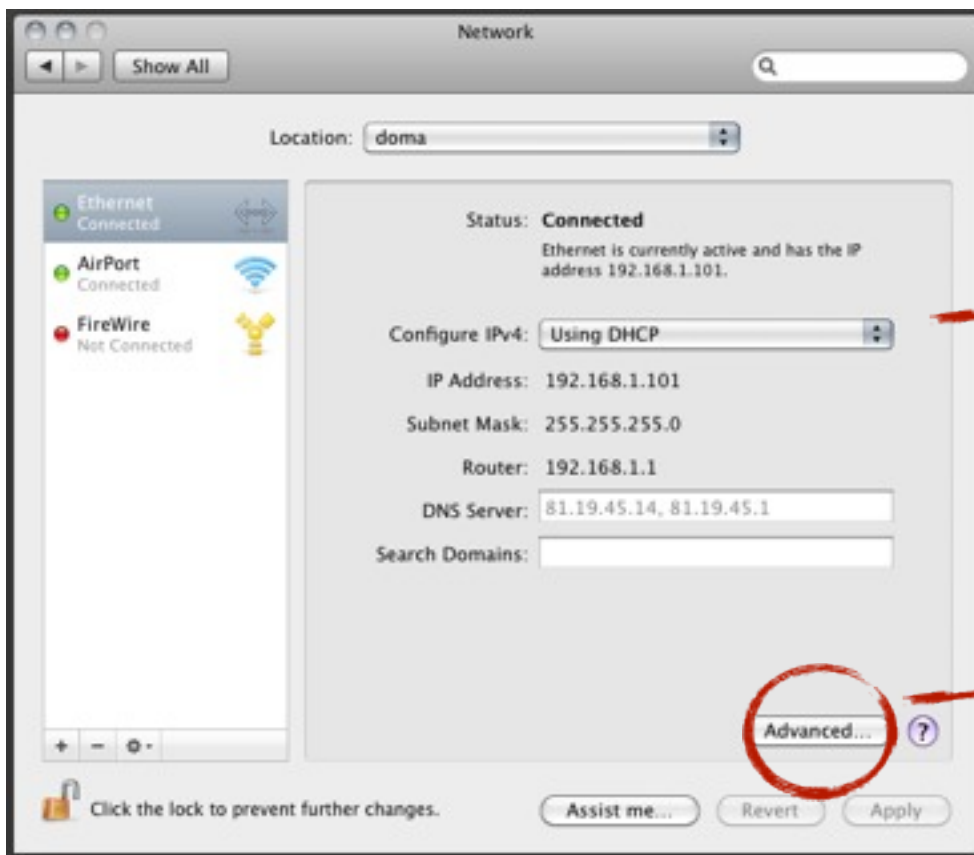 Network
Show All
Location: doma
Ethernet
Connected
AirPort
Connected
FireWire
Not Connected
Status: Connected
Ethernet is currently active and has the IP
address 192.168.1.101.
Configure IPv4: Using DHCP
IP Address: 192.168.1.101
Subnet Mask: 255.255.255.0
Router: 192.168.1.1
DNS Server: 81.19.45.14, 81.19.45.1
Search Domains:
Advanced... ?
Click the lock to prevent further changes.
Assist me... Revert Apply